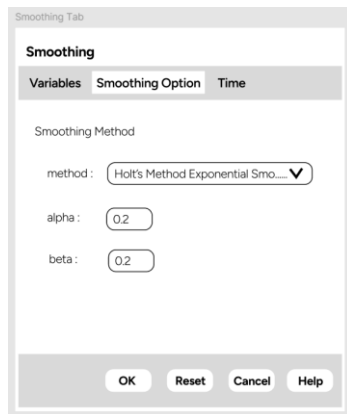 Smoothing Tab
Smoothing
Variables Smoothing Option Time
Smoothing Method
method : Holt's Method Exponential Smo......
alpha : 0.2
beta : 0.2
OK Reset Cancel Help